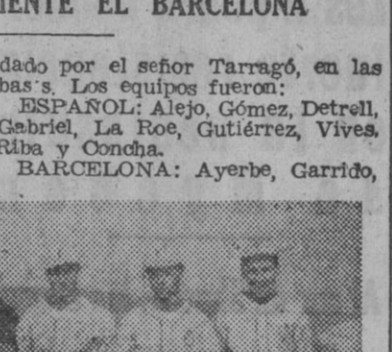 MENTE EL BARCELONA
dado por el señor Tarragó, en las
bas's. Los equipos fueron:
ESPAÑOL: Alejo, Gómez, Detrell,
Gabriel, La Roe, Gutiérrez, Vives,
Riba y Concha.
BARCELONA: Ayerbe, Garrido,